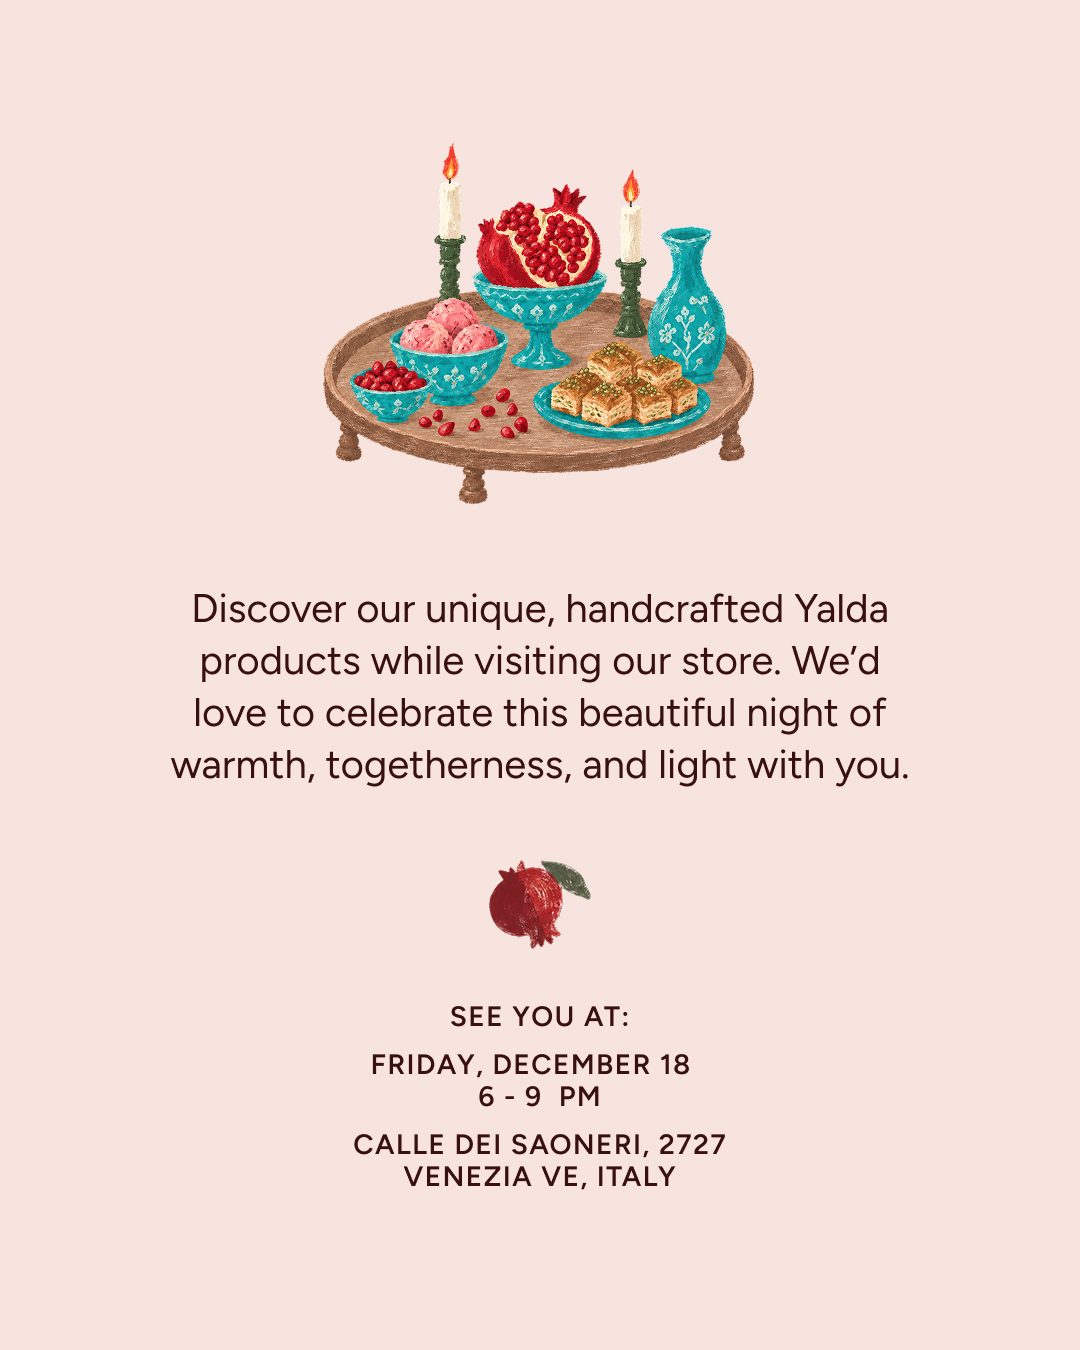 Discover our unique, handcrafted Yalda
products while visiting our store. We’d
love to celebrate this beautiful night of
warmth, togetherness, and light with you.
SEE YOU AT:
FRIDAY, DECEMBER 18
6 - 9  PM
CALLE DEI SAONERI, 2727
VENEZIA VE, ITALY